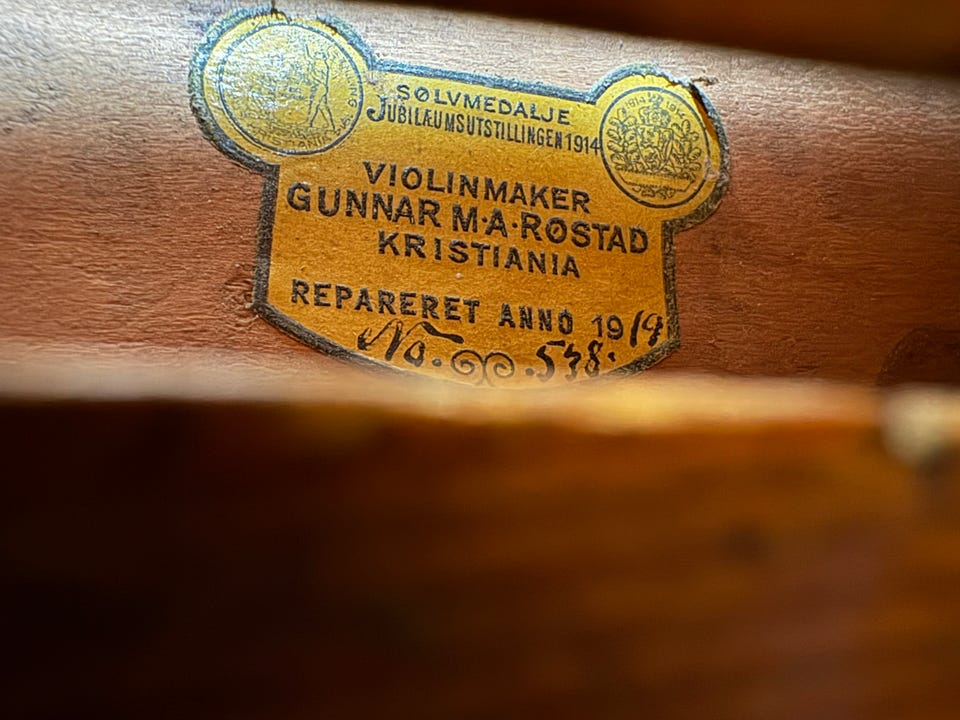 SØLVMEDALJE
JUBILÆUMSUTSTILLINGEN 1914
VIOLINMAKER
GUNNAR M·A·RØSTAD
KRISTIANIA
REPARERET ANNO 1919
No. 538.